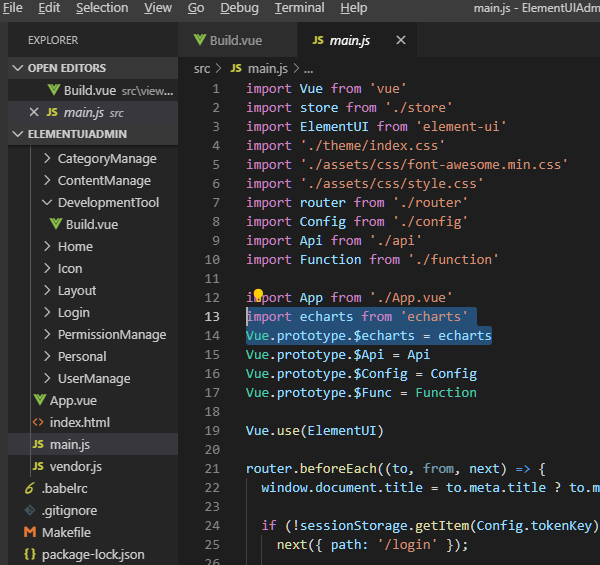 File Edit Selection View Go Debug Terminal Help main.js - ElementUIAdm
EXPLORER
OPEN EDITORS
Build.vue src\view...
JS main.js src
ELEMENTUIADMIN
CategoryManage
ContentManage
DevelopmentTool
Build.vue
Home
Icon
Layout
Login
PermissionManage
Personal
UserManage
App.vue
index.html
JS main.js
JS vendor.js
.babelrc
.gitignore
Makefile
package-lock.json
Build.vue JS main.js
src > JS main.js > ...
1 import Vue from 'vue'
2 import store from './store'
3 import ElementUI from 'element-ui'
4 import './theme/index.css'
5 import './assets/css/font-awesome.min.css'
6 import './assets/css/style.css'
7 import router from './router'
8 import Config from './config'
9 import Api from './api'
10 import Function from './function'
11
12 import App from './App.vue'
13 import echarts from 'echarts'
14 Vue.prototype.$echarts = echarts
15 Vue.prototype.$Api = Api
16 Vue.prototype.$Config = Config
17 Vue.prototype.$Func = Function
18
19 Vue.use(ElementUI)
20
21 router.beforeEach((to, from, next) => {
22 window.document.title = to.meta.title ? to.m
23
24 if (!sessionStorage.getItem(Config.tokenKey)
25 next({ path: '/login' });
26